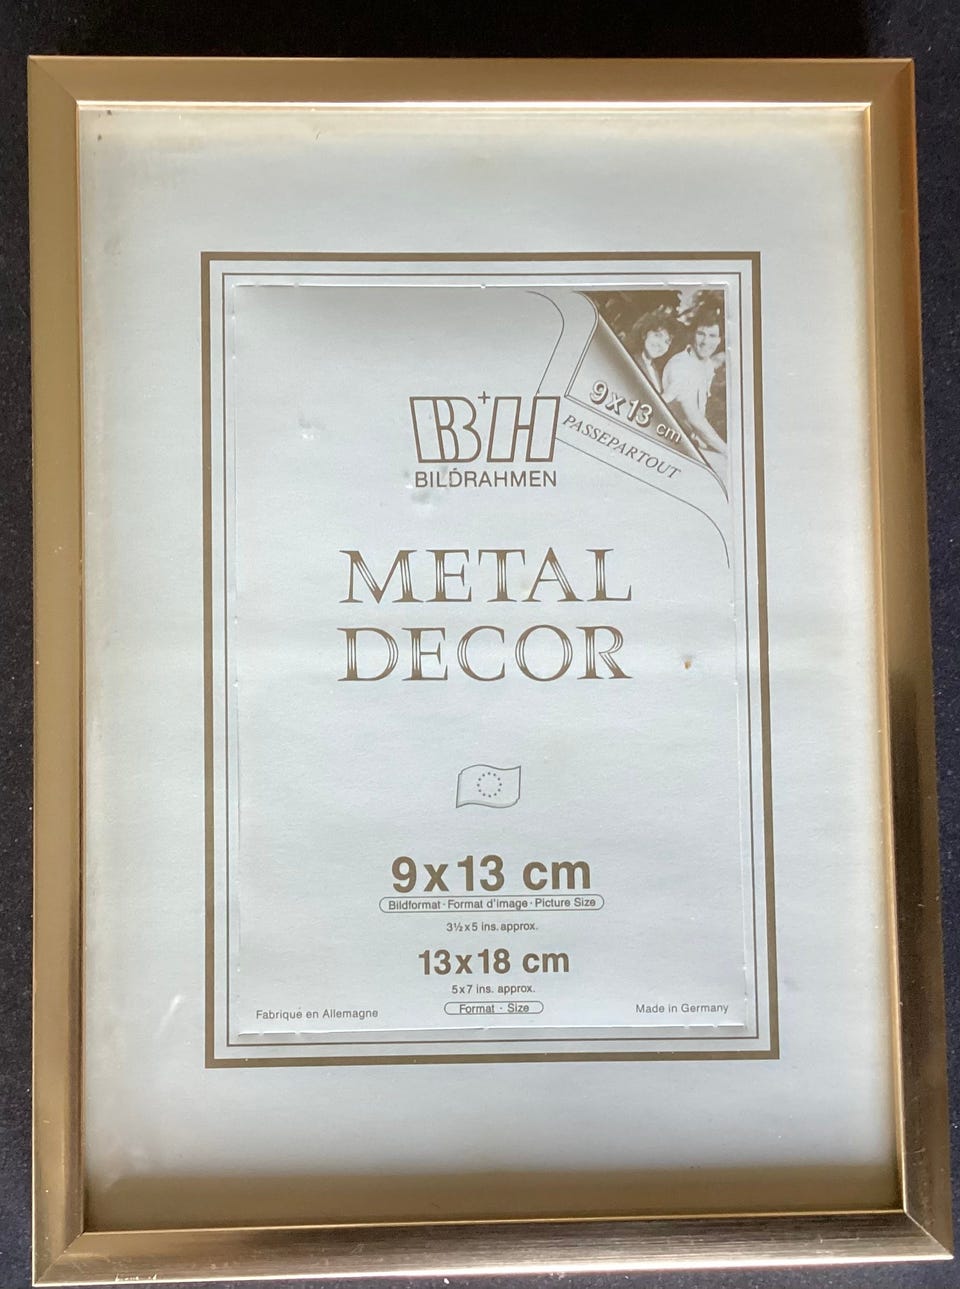 9x13 cm
PASSEPARTOUT
B+H
BILDRAHMEN
METAL
DECOR
9x13 cm
Bildformat·Format d'image·Picture Size
3½x5 ins. approx.
13x18 cm
5x7 ins. approx.
Format · Size
Fabriqué en Allemagne
Made in Germany